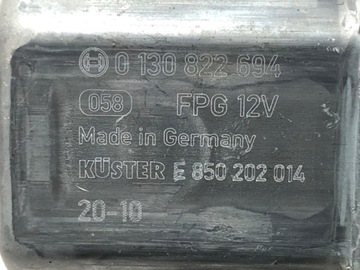 0 130 822 694
058 FPG 12V
Made in Germany
KÜSTER E 850 202 014
20-10